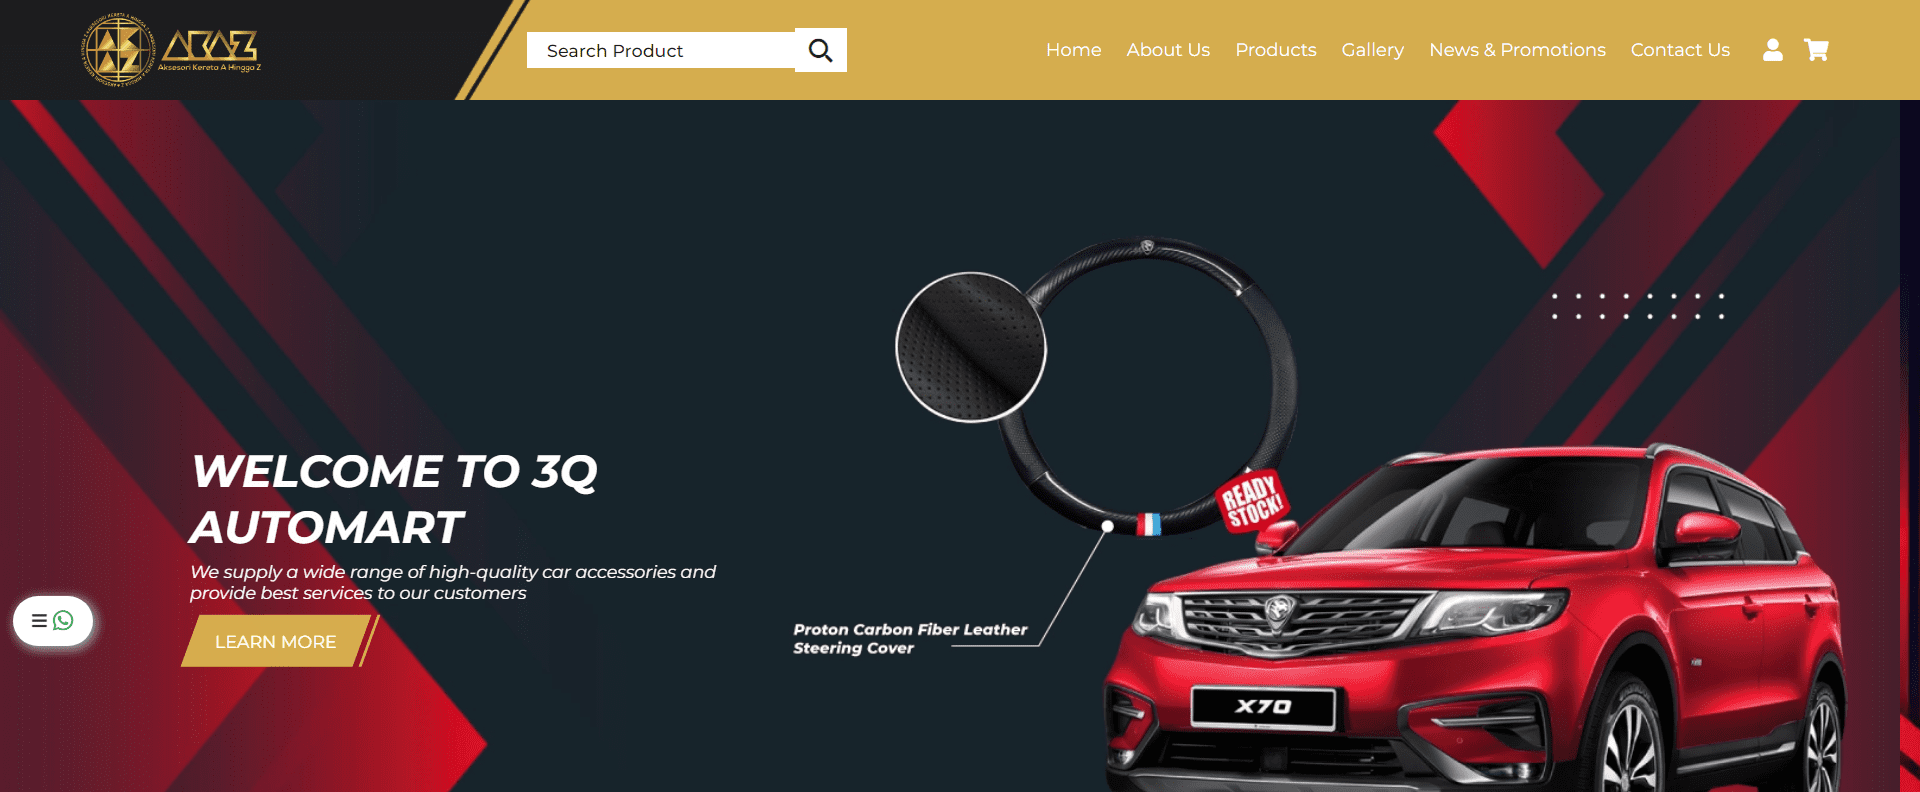 AKAZ
Aksesori Kereta A Hingga Z
Search Product
Home
About Us
Products
Gallery
News & Promotions
Contact Us
WELCOME TO 3Q
AUTOMART
We supply a wide range of high-quality car accessories and
provide best services to our customers
LEARN MORE
READY
STOCK!
Proton Carbon Fiber Leather
Steering Cover
X70